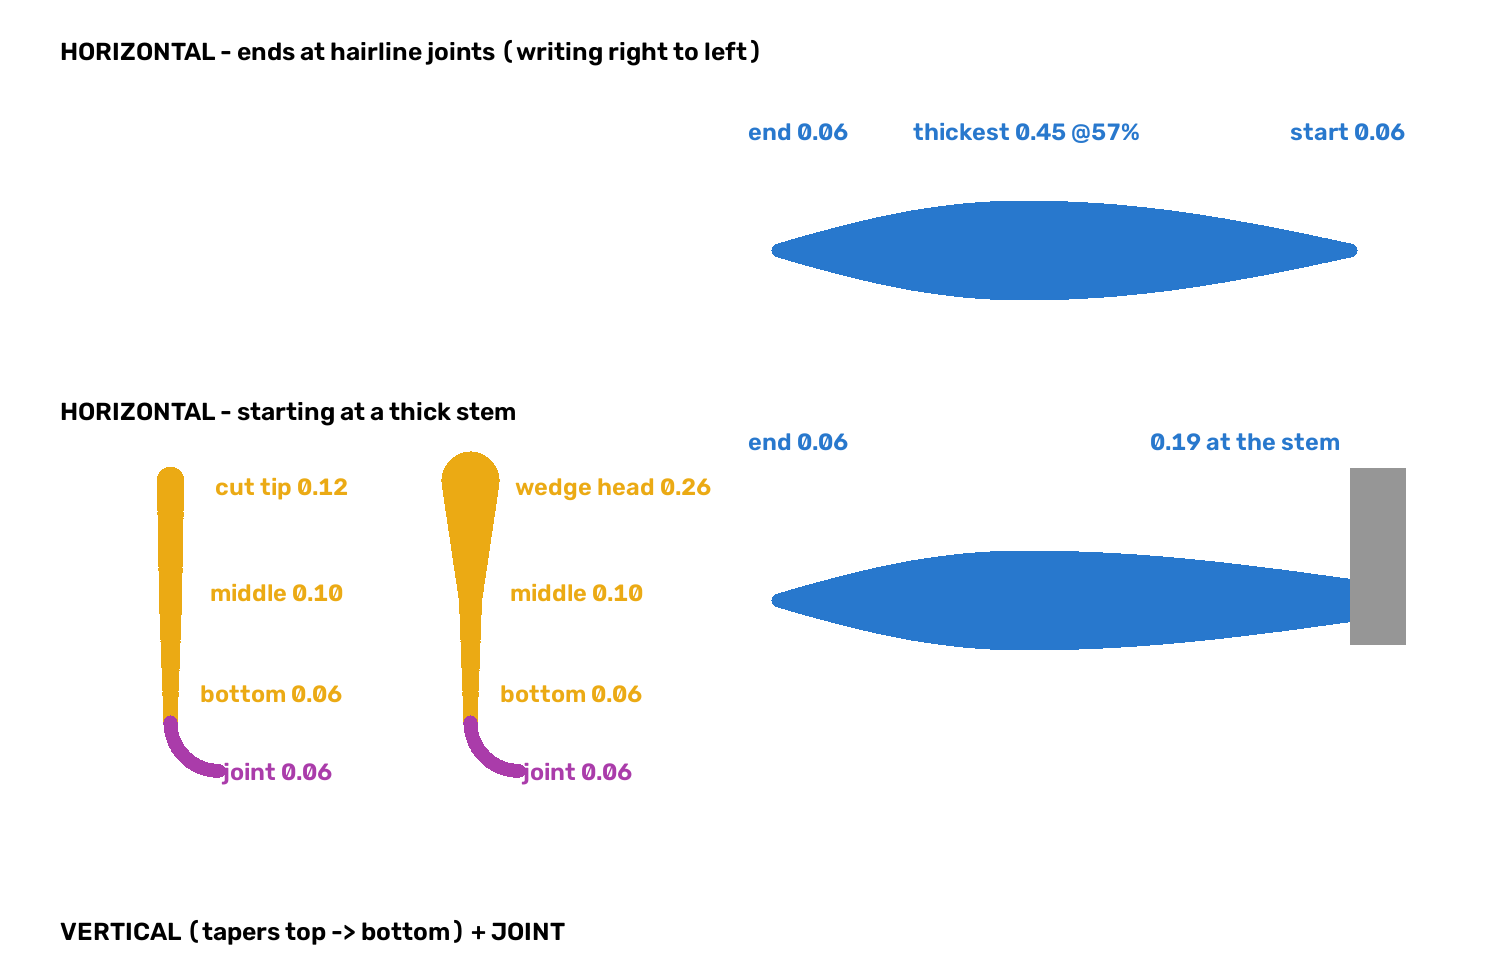 HORIZONTAL - ends at hairline joints (writing right to left)
end 0.06 thickest 0.45 @57% start 0.06
HORIZONTAL - starting at a thick stem
end 0.06 0.19 at the stem
cut tip 0.12 wedge head 0.26
middle 0.10 middle 0.10
bottom 0.06 bottom 0.06
joint 0.06 joint 0.06
VERTICAL (tapers top -> bottom) + JOINT